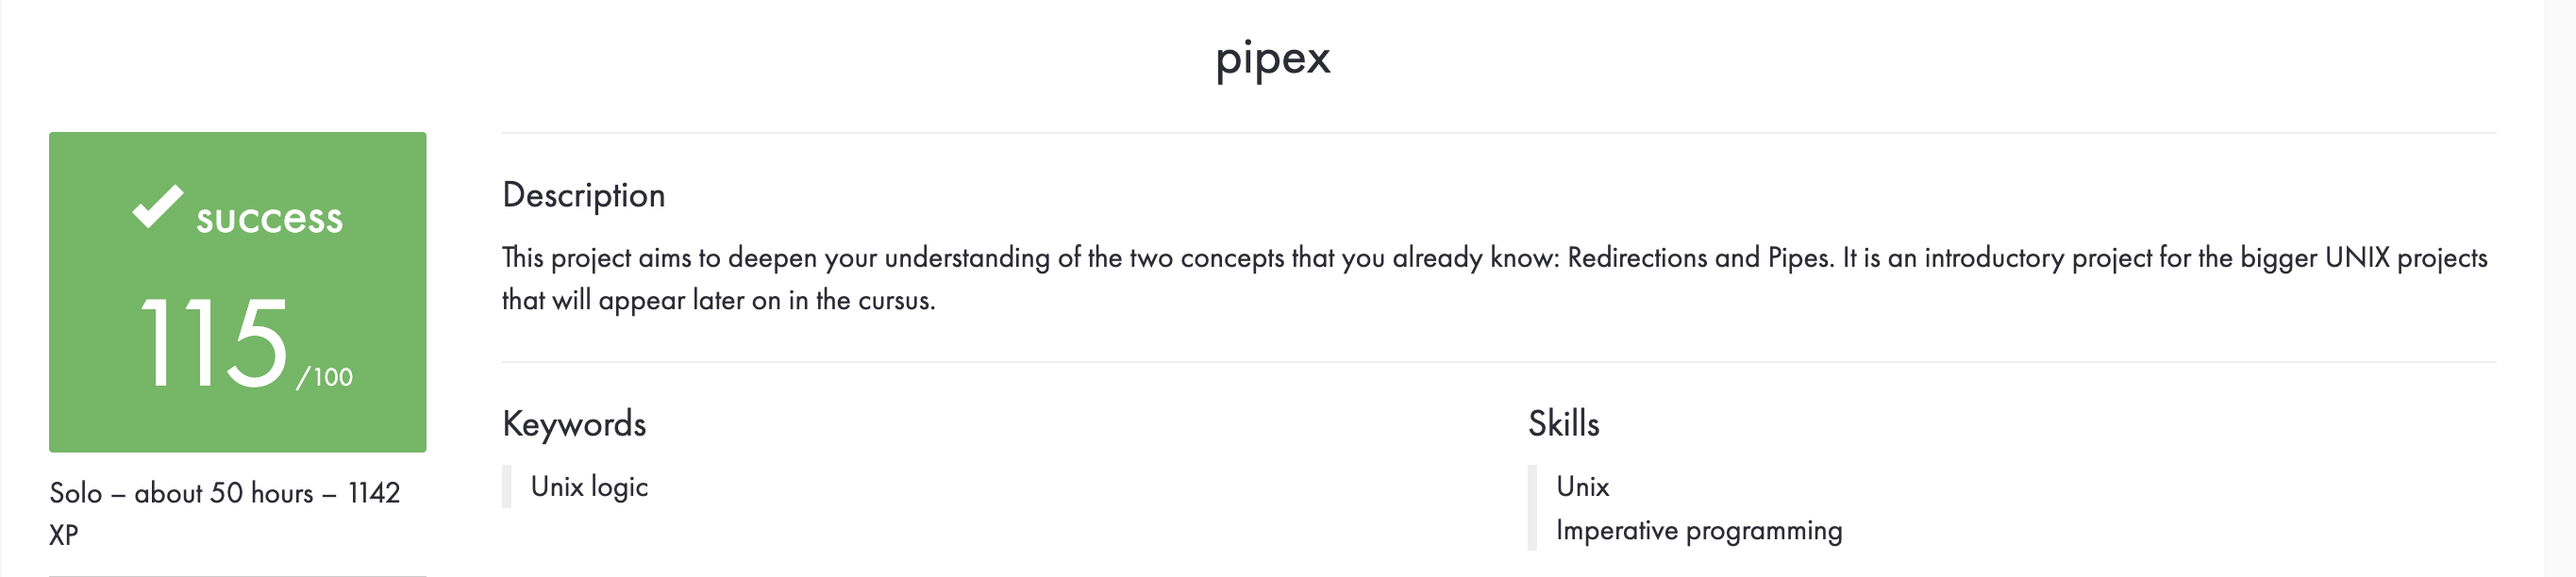 pipex
success
115 /100
Solo – about 50 hours – 1142
XP
Description
This project aims to deepen your understanding of the two concepts that you already know: Redirections and Pipes. It is an introductory project for the bigger UNIX projects
that will appear later on in the cursus.
Keywords
Unix logic
Skills
Unix
Imperative programming